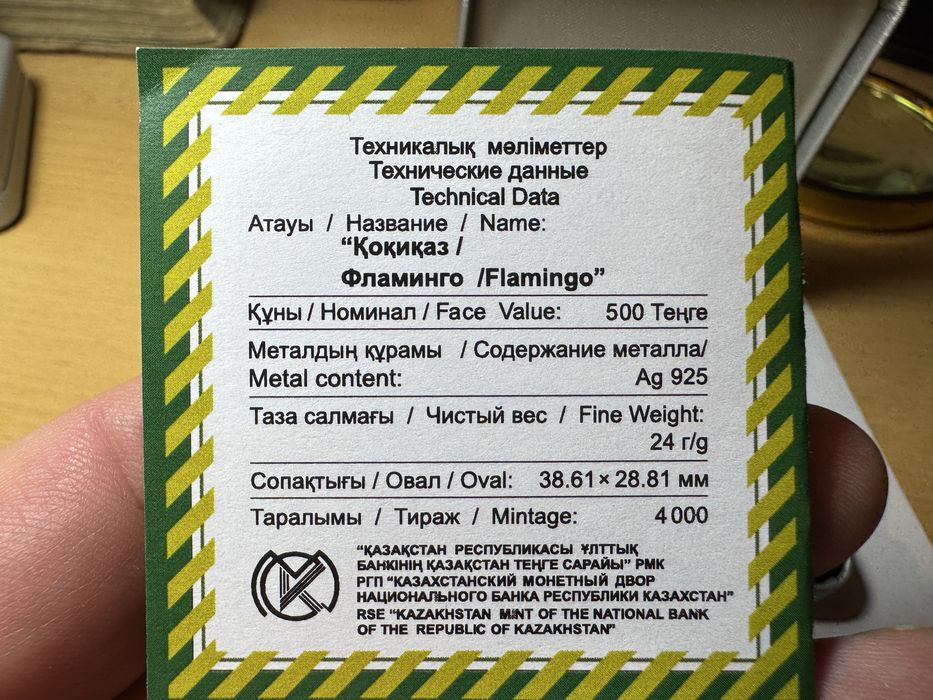 Техникалық мәліметтер
Технические данные
Technical Data
Атауы / Название / Name:
“Қоқиқаз /
Фламинго /Flamingo”
Құны / Номинал / Face Value: 500 Теңге
Металдың құрамы / Содержание металла/
Metal content: Ag 925
Таза салмағы / Чистый вес / Fine Weight:
24 г/g
Сопақтығы / Овал / Oval: 38.61 × 28.81 мм
Таралымы / Тираж / Mintage: 4 000
“ҚАЗАҚСТАН РЕСПУБЛИКАСЫ ҰЛТТЫҚ
БАНКІНІҢ ҚАЗАҚСТАН ТЕҢГЕ САРАЙЫ” РМК
РГП “КАЗАХСТАНСКИЙ МОНЕТНЫЙ ДВОР
НАЦИОНАЛЬНОГО БАНКА РЕСПУБЛИКИ КАЗАХСТАН”
RSE “KAZAKHSTAN MINT OF THE NATIONAL BANK
OF THE REPUBLIC OF KAZAKHSTAN”